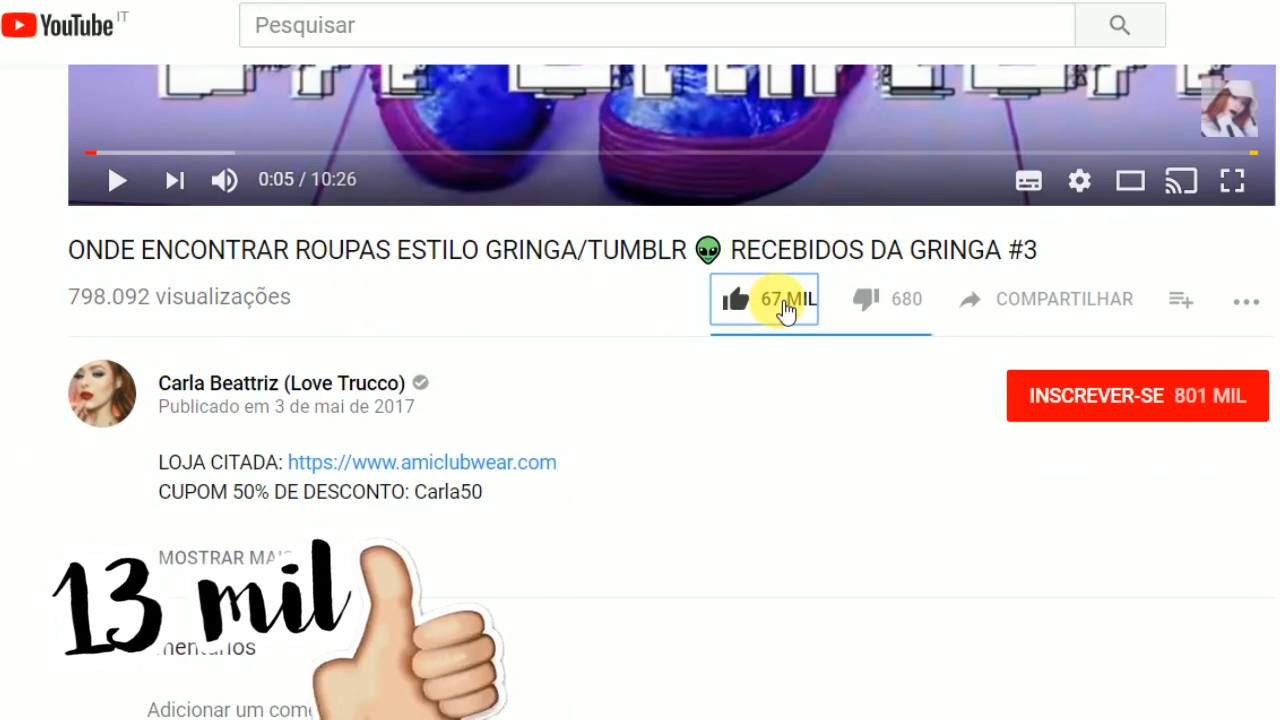 YouTube IT
Pesquisar
0:05 / 10:26
ONDE ENCONTRAR ROUPAS ESTILO GRINGA/TUMBLR 👽 RECEBIDOS DA GRINGA #3
798.092 visualizações
67 MIL
680
COMPARTILHAR
Carla Beattriz (Love Trucco)
Publicado em 3 de mai de 2017
INSCREVER-SE 801 MIL
LOJA CITADA: https://www.amiclubwear.com
CUPOM 50% DE DESCONTO: Carla50
MOSTRAR MAIS
13 mil
mentários
Adicionar um come